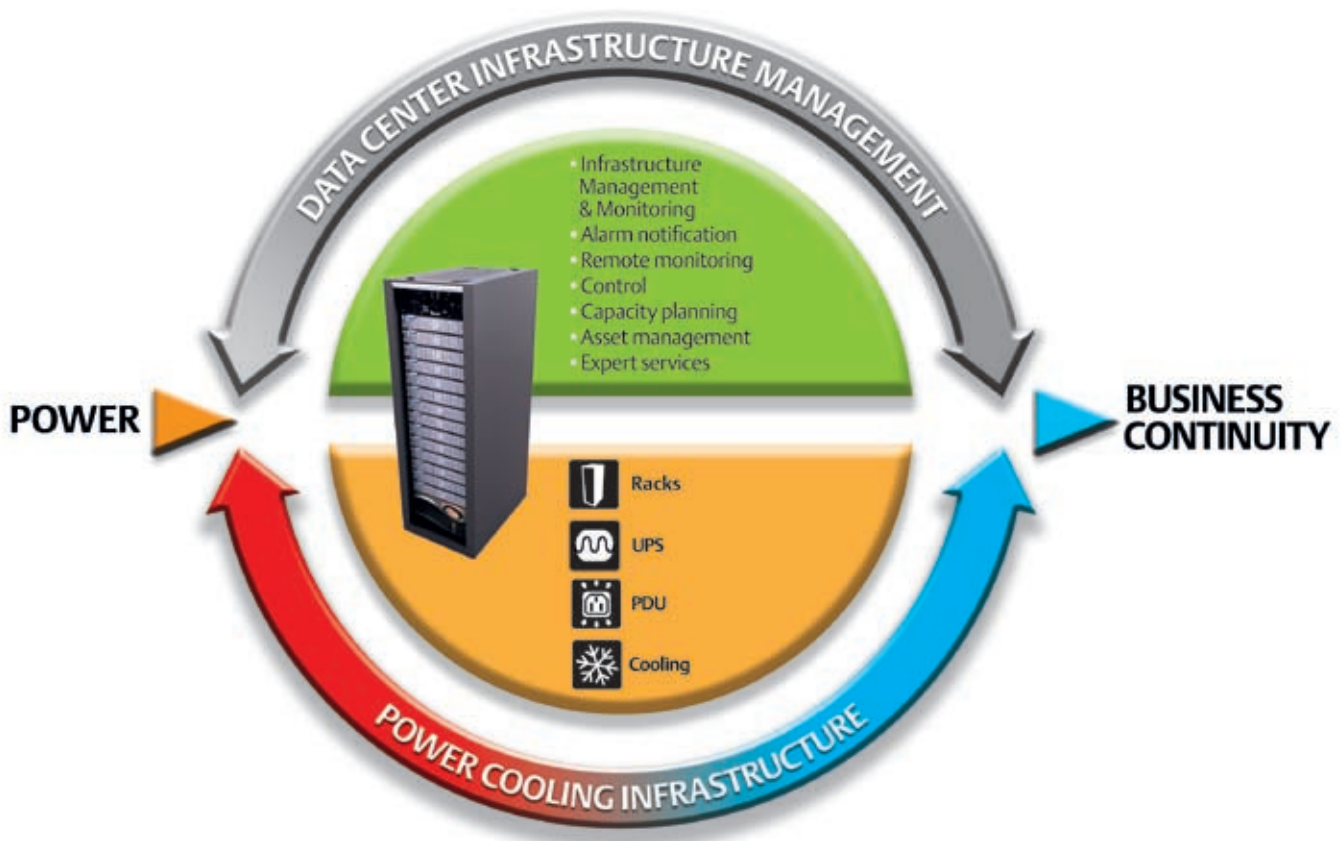 DATA CENTER INFRASTRUCTURE MANAGEMENT
• Infrastructure
Management
& Monitoring
• Alarm notification
• Remote monitoring
• Control
• Capacity planning
• Asset management
• Expert services
POWER
BUSINESS
CONTINUITY
Racks
UPS
PDU
Cooling
POWER COOLING INFRASTRUCTURE